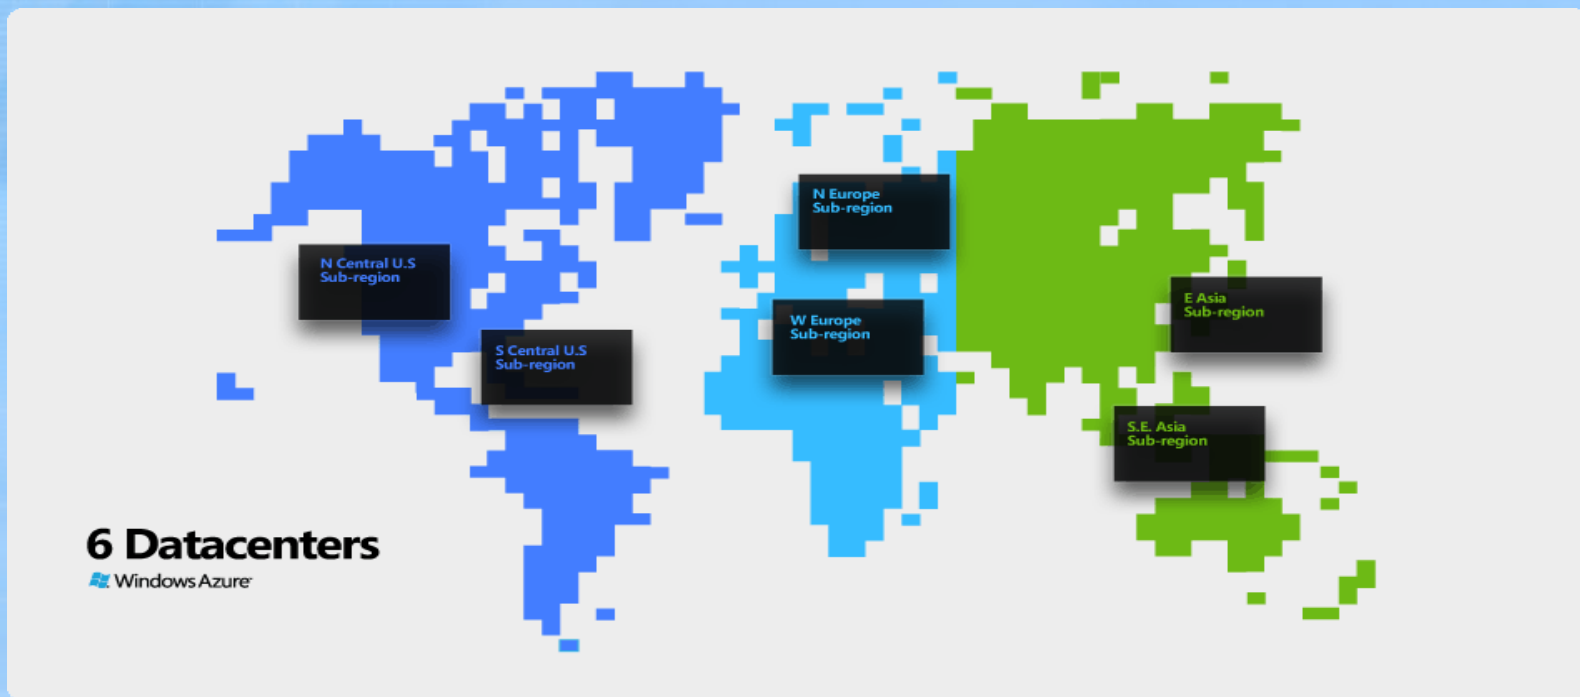 N Europe
Sub-region
N Central U.S
Sub-region
E Asia
Sub-region
W Europe
Sub-region
S Central U.S
Sub-region
S.E. Asia
Sub-region
6 Datacenters
Windows Azure